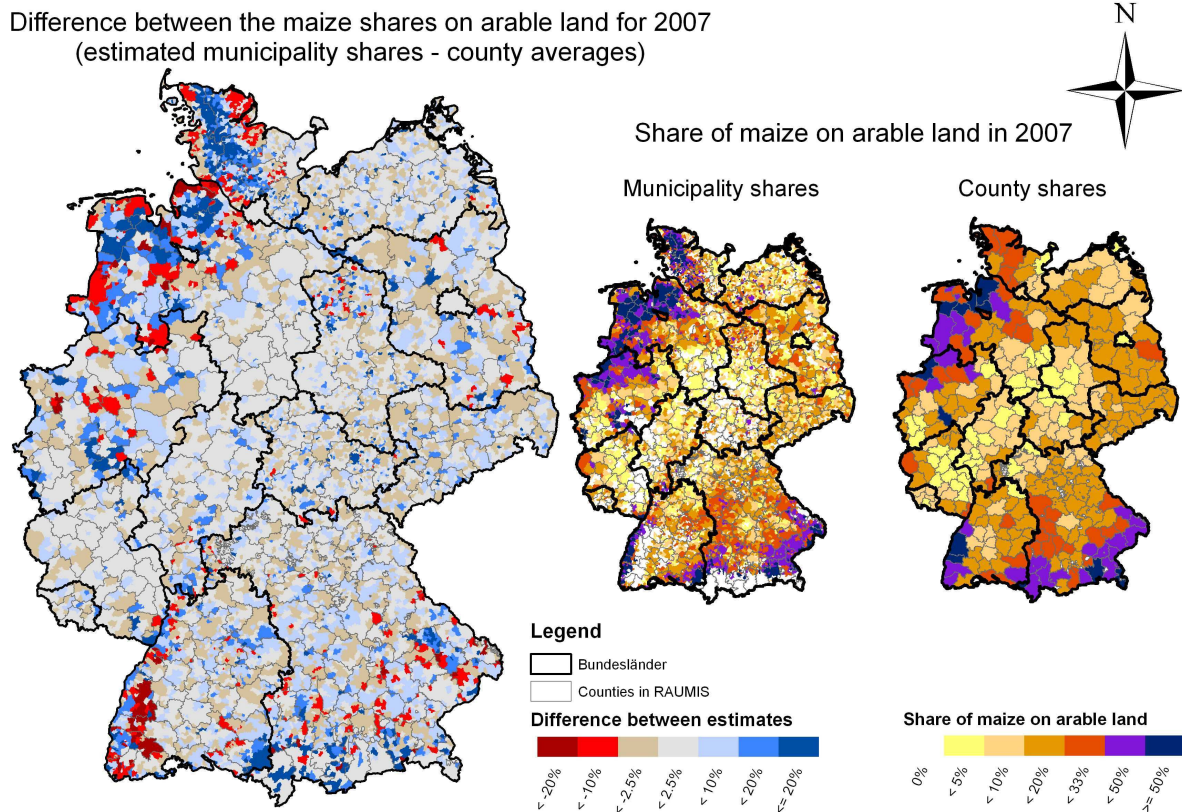 Difference between the maize shares on arable land for 2007
(estimated municipality shares - county averages)
N
Share of maize on arable land in 2007
Municipality shares
County shares
Legend
Bundesländer
Counties in RAUMIS
Difference between estimates
< -20%
< -10%
< -2.5%
< 2.5%
< 10%
< 20%
<= 20%
Share of maize on arable land
0%
< 5%
< 10%
< 20%
< 33%
< 50%
>= 50%